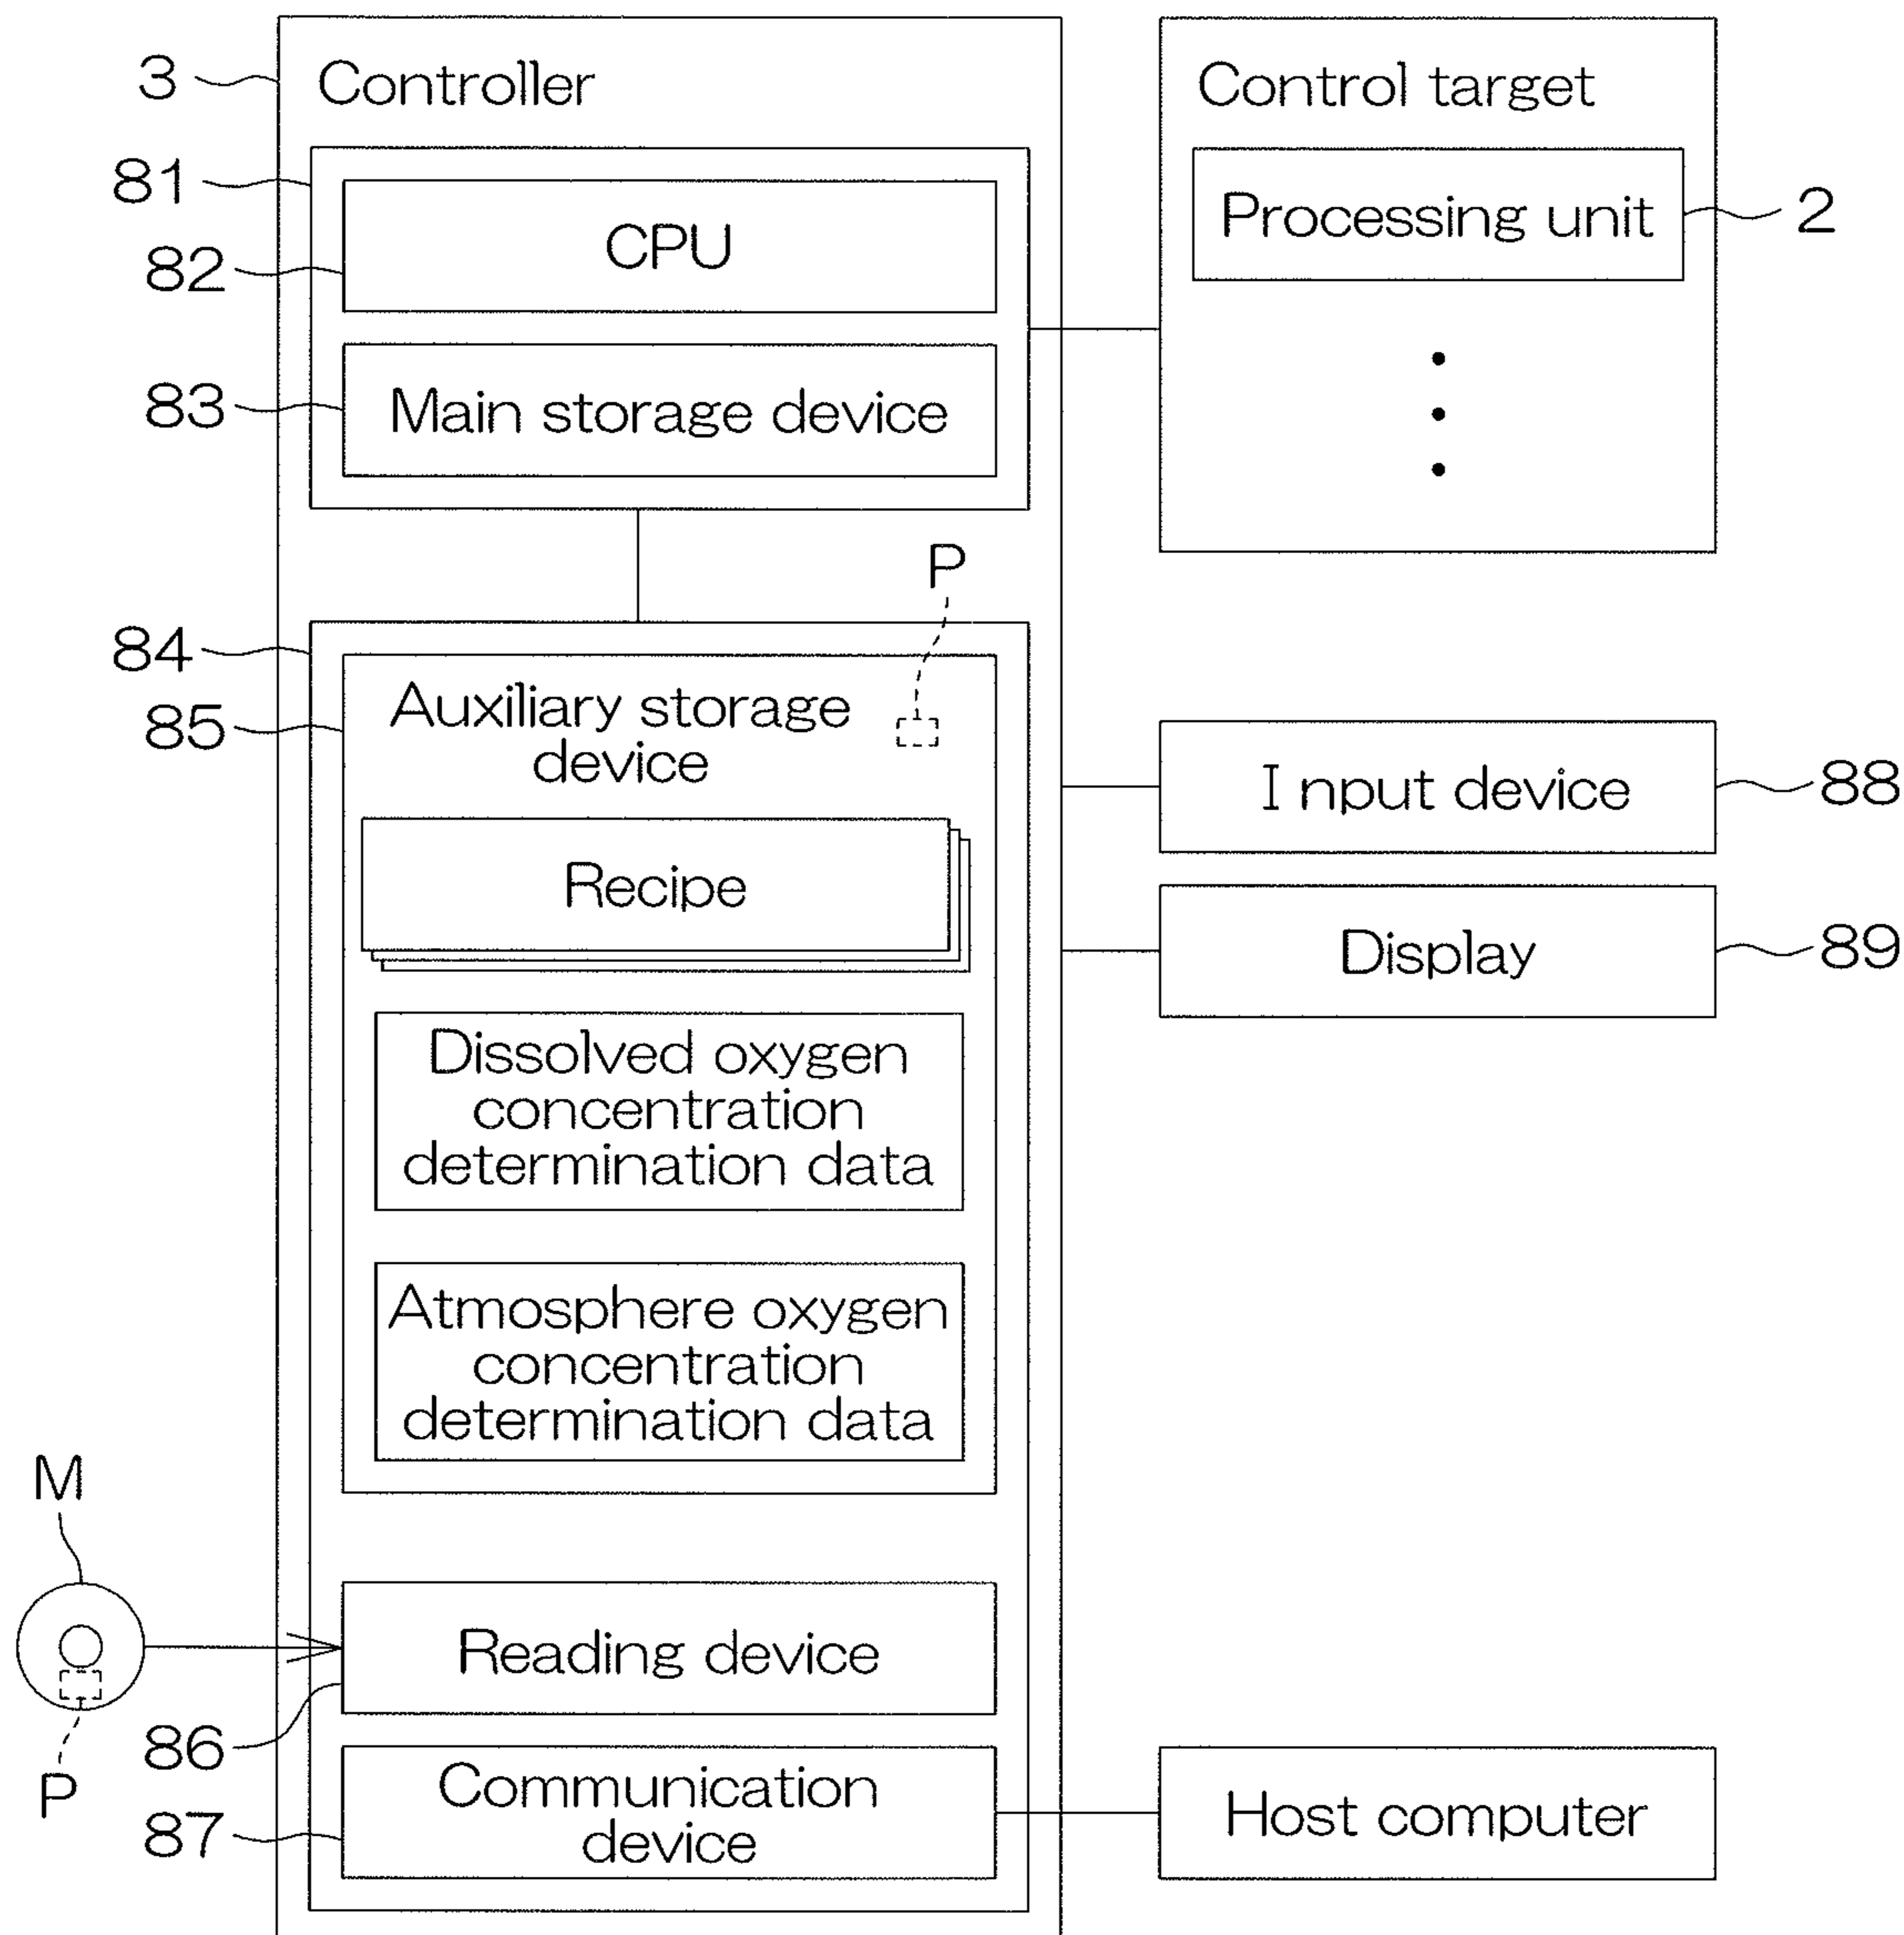 3
Controller
Control target
81
CPU
82
Processing unit
2
83
Main storage device
P
84
Auxiliary storage
device
85
Input device
88
Recipe
Display
89
Dissolved oxygen
concentration
determination data
Atmosphere oxygen
concentration
determination data
M
Reading device
86
P
Communication
device
87
Host computer